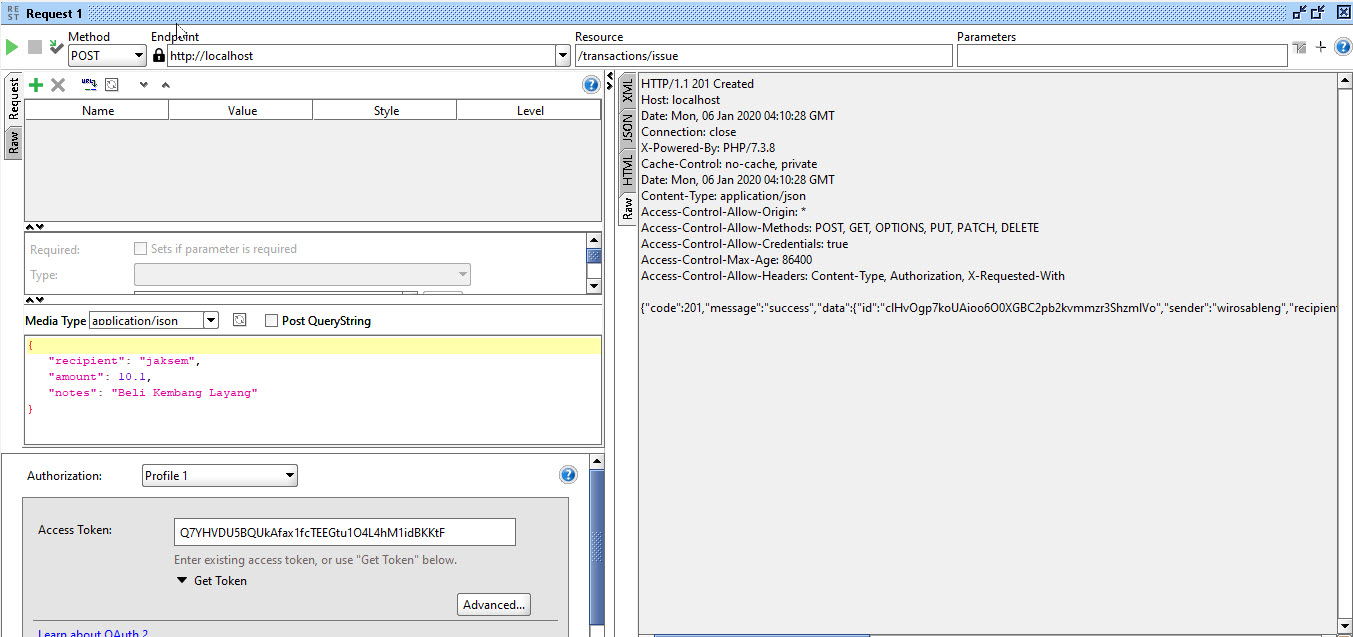 RE ST Request 1
Method Endpoint Resource Parameters
POST http://localhost /transactions/issue
Request
Raw
Name Value Style Level
Required: Sets if parameter is required
Type:
Media Type application/json Post QueryString
{
"recipient": "jaksem",
"amount": 10.1,
"notes": "Beli Kembang Layang"
}
Authorization: Profile 1
Access Token: Q7YHVDU5BQUkAfax1fcTEEGtu1O4L4hM1idBKKtF
Enter existing access token, or use "Get Token" below.
Get Token
Advanced...
Learn about OAuth 2
XML
JSON
HTML
Raw
HTTP/1.1 201 Created
Host: localhost
Date: Mon, 06 Jan 2020 04:10:28 GMT
Connection: close
X-Powered-By: PHP/7.3.8
Cache-Control: no-cache, private
Date: Mon, 06 Jan 2020 04:10:28 GMT
Content-Type: application/json
Access-Control-Allow-Origin: *
Access-Control-Allow-Methods: POST, GET, OPTIONS, PUT, PATCH, DELETE
Access-Control-Allow-Credentials: true
Access-Control-Max-Age: 86400
Access-Control-Allow-Headers: Content-Type, Authorization, X-Requested-With
{"code":201,"message":"success","data":{"id":"cIHvOgp7koUAioo6O0XGBC2pb2kvmmzr3ShzmIVo","sender":"wirosableng","recipien